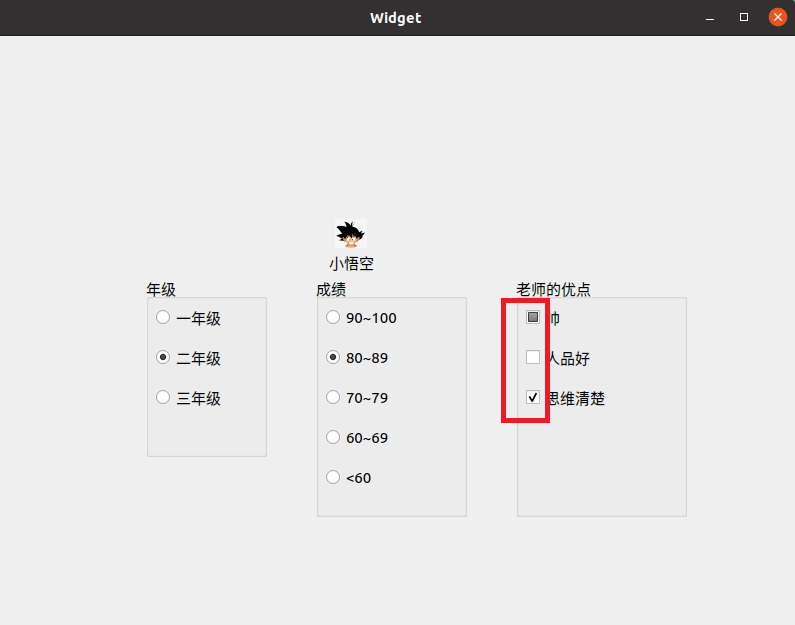 Widget
小悟空
年级
一年级
二年级
三年级
成绩
90~100
80~89
70~79
60~69
<60
老师的优点
帅
人品好
思维清楚